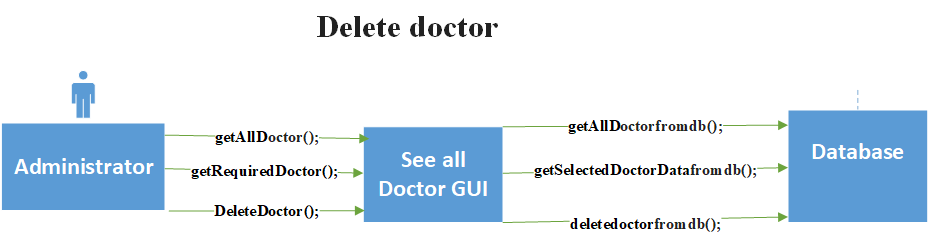 Delete doctor
Administrator
getAllDoctor();
getRequiredDoctor();
DeleteDoctor();
See all
Doctor GUI
getAllDoctorfromdb();
getSelectedDoctorDatafromdb();
deletedoctorfromdb();
Database